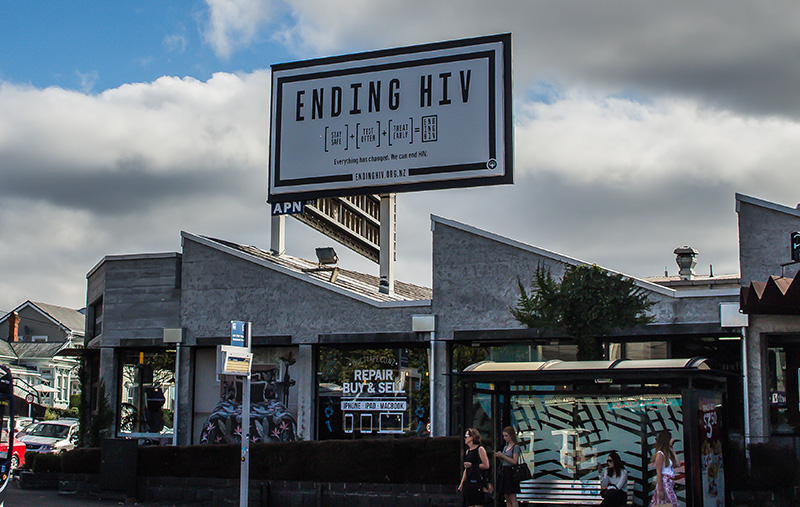 ENDING HIV
[STAY SAFE] + [TEST OFTEN] + [TREAT EARLY] = [END ING HIV]
Everything has changed. We can end HIV.
ENDINGHIV.ORG.NZ
APN
REPAIR
BUY & SELL
IPHONE | IPAD | MACBOOK